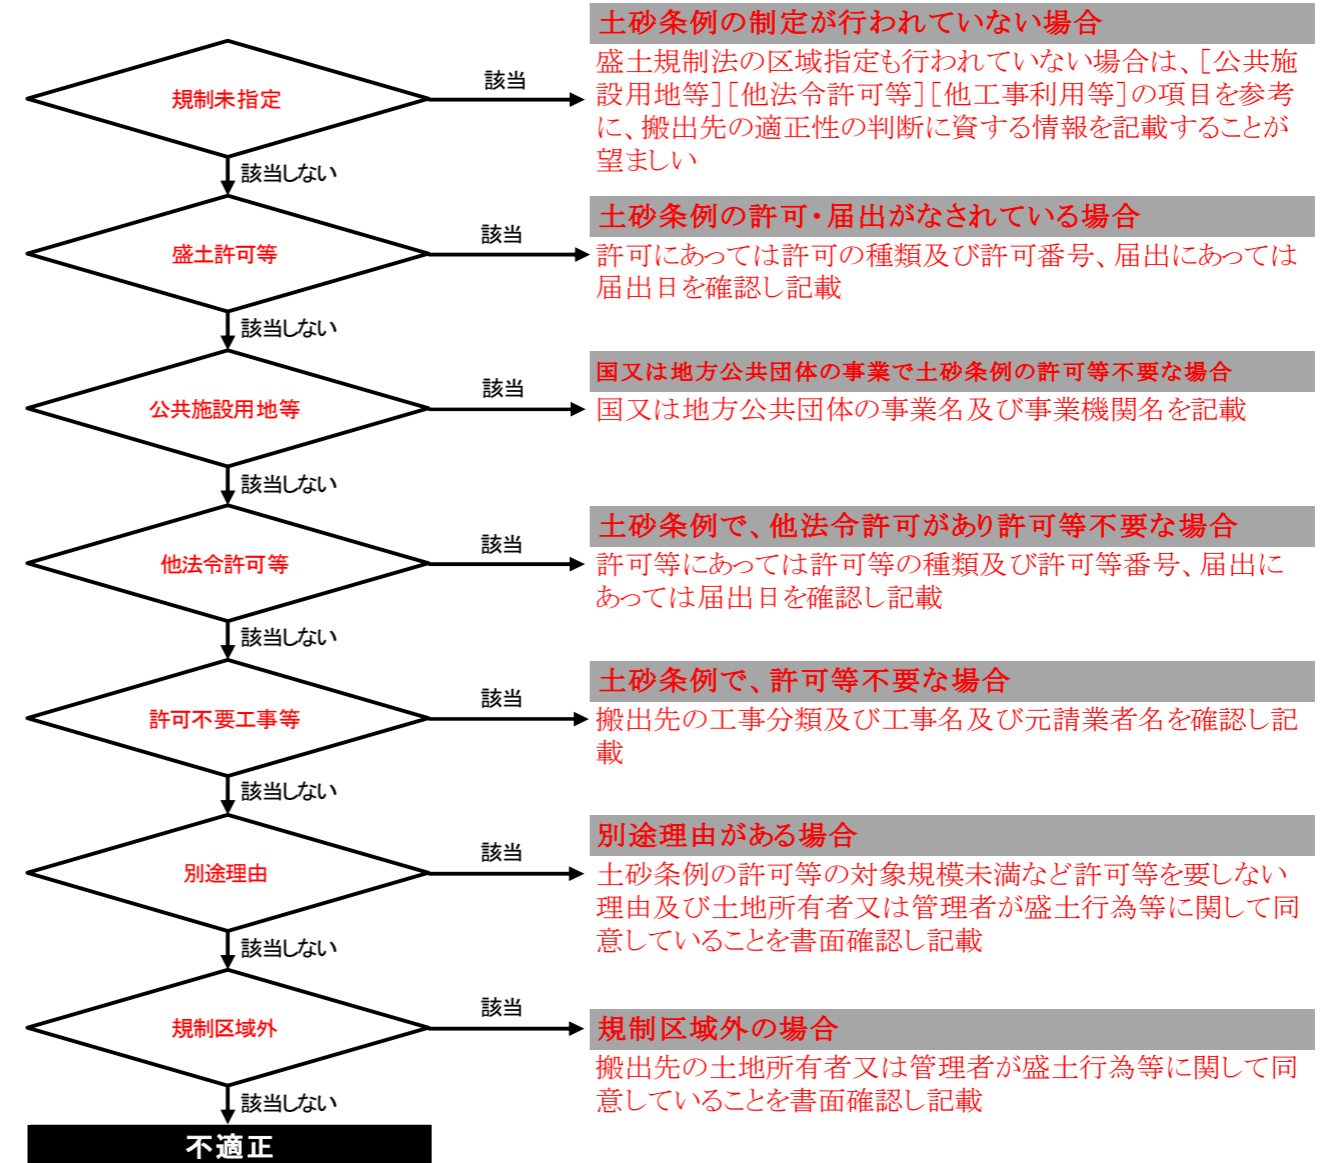 土砂条例の制定が行われていない場合
規制未指定
該当
盛土規制法の区域指定も行われていない場合は、［公共施
設用地等］［他法令許可等］［他工事利用等］の項目を参考
に、搬出先の適正性の判断に資する情報を記載することが
望ましい
該当しない
土砂条例の許可・届出がなされている場合
盛土許可等
該当
許可にあっては許可の種類及び許可番号、届出にあっては
届出日を確認し記載
該当しない
国又は地方公共団体の事業で土砂条例の許可等不要な場合
公共施設用地等
該当
国又は地方公共団体の事業名及び事業機関名を記載
該当しない
土砂条例で、他法令許可があり許可等不要な場合
他法令許可等
該当
許可等にあっては許可等の種類及び許可等番号、届出に
あっては届出日を確認し記載
該当しない
土砂条例で、許可等不要な場合
許可不要工事等
該当
搬出先の工事分類及び工事名及び元請業者名を確認し記
載
該当しない
別途理由がある場合
別途理由
該当
土砂条例の許可等の対象規模未満など許可等を要しない
理由及び土地所有者又は管理者が盛土行為等に関して同
意していることを書面確認し記載
該当しない
規制区域外の場合
規制区域外
該当
搬出先の土地所有者又は管理者が盛土行為等に関して同
意していることを書面確認し記載
該当しない
不適正